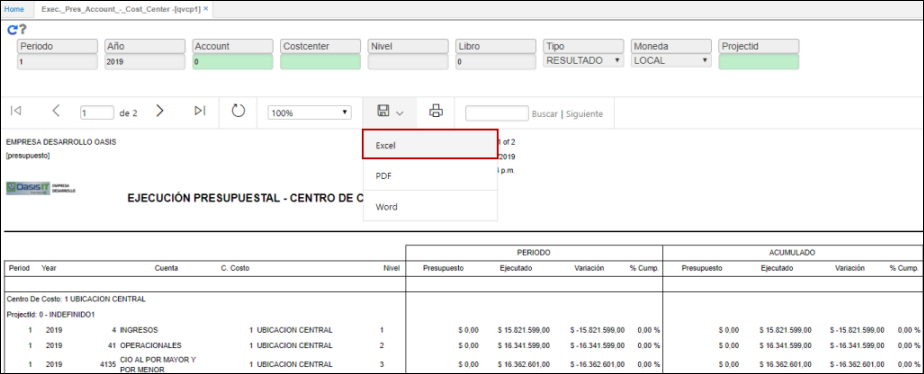 Home Exec._Pres_Account_-_Cost_Center -[qvcp1] ×
Periodo Año Account Costcenter Nivel Libro Tipo Moneda Projectid
1 2019 0 0 RESULTADO LOCAL
1 de 2 100% Buscar | Siguiente
EMPRESA DESARROLLO OASIS 1 of 2
[presupuesto] 2019
p.m.
Excel
PDF
Word
OasisIT EMPRESA DESARROLLO
EJECUCIÓN PRESUPUESTAL - CENTRO DE C
PERIODO ACUMULADO
Period Year Cuenta C. Costo Nivel Presupuesto Ejecutado Variación % Cump. Presupuesto Ejecutado Variación % Cump.
Centro De Costo: 1 UBICACION CENTRAL
ProjectId: 0 - INDEFINIDO1
1 2019 4 INGRESOS 1 UBICACION CENTRAL 1 $ 0,00 $ 15.821.599,00 $ -15.821.599,00 0,00 % $ 0,00 $ 15.821.599,00 $ -15.821.599,00 0,00 %
1 2019 41 OPERACIONALES 1 UBICACION CENTRAL 2 $ 0,00 $ 16.341.599,00 $ -16.341.599,00 0,00 % $ 0,00 $ 16.341.599,00 $ -16.341.599,00 0,00 %
1 2019 4135 CIO AL POR MAYOR Y POR MENOR 1 UBICACION CENTRAL 3 $ 0,00 $ 16.362.601,00 $ -16.362.601,00 0,00 % $ 0,00 $ 16.362.601,00 $ -16.362.601,00 0,00 %